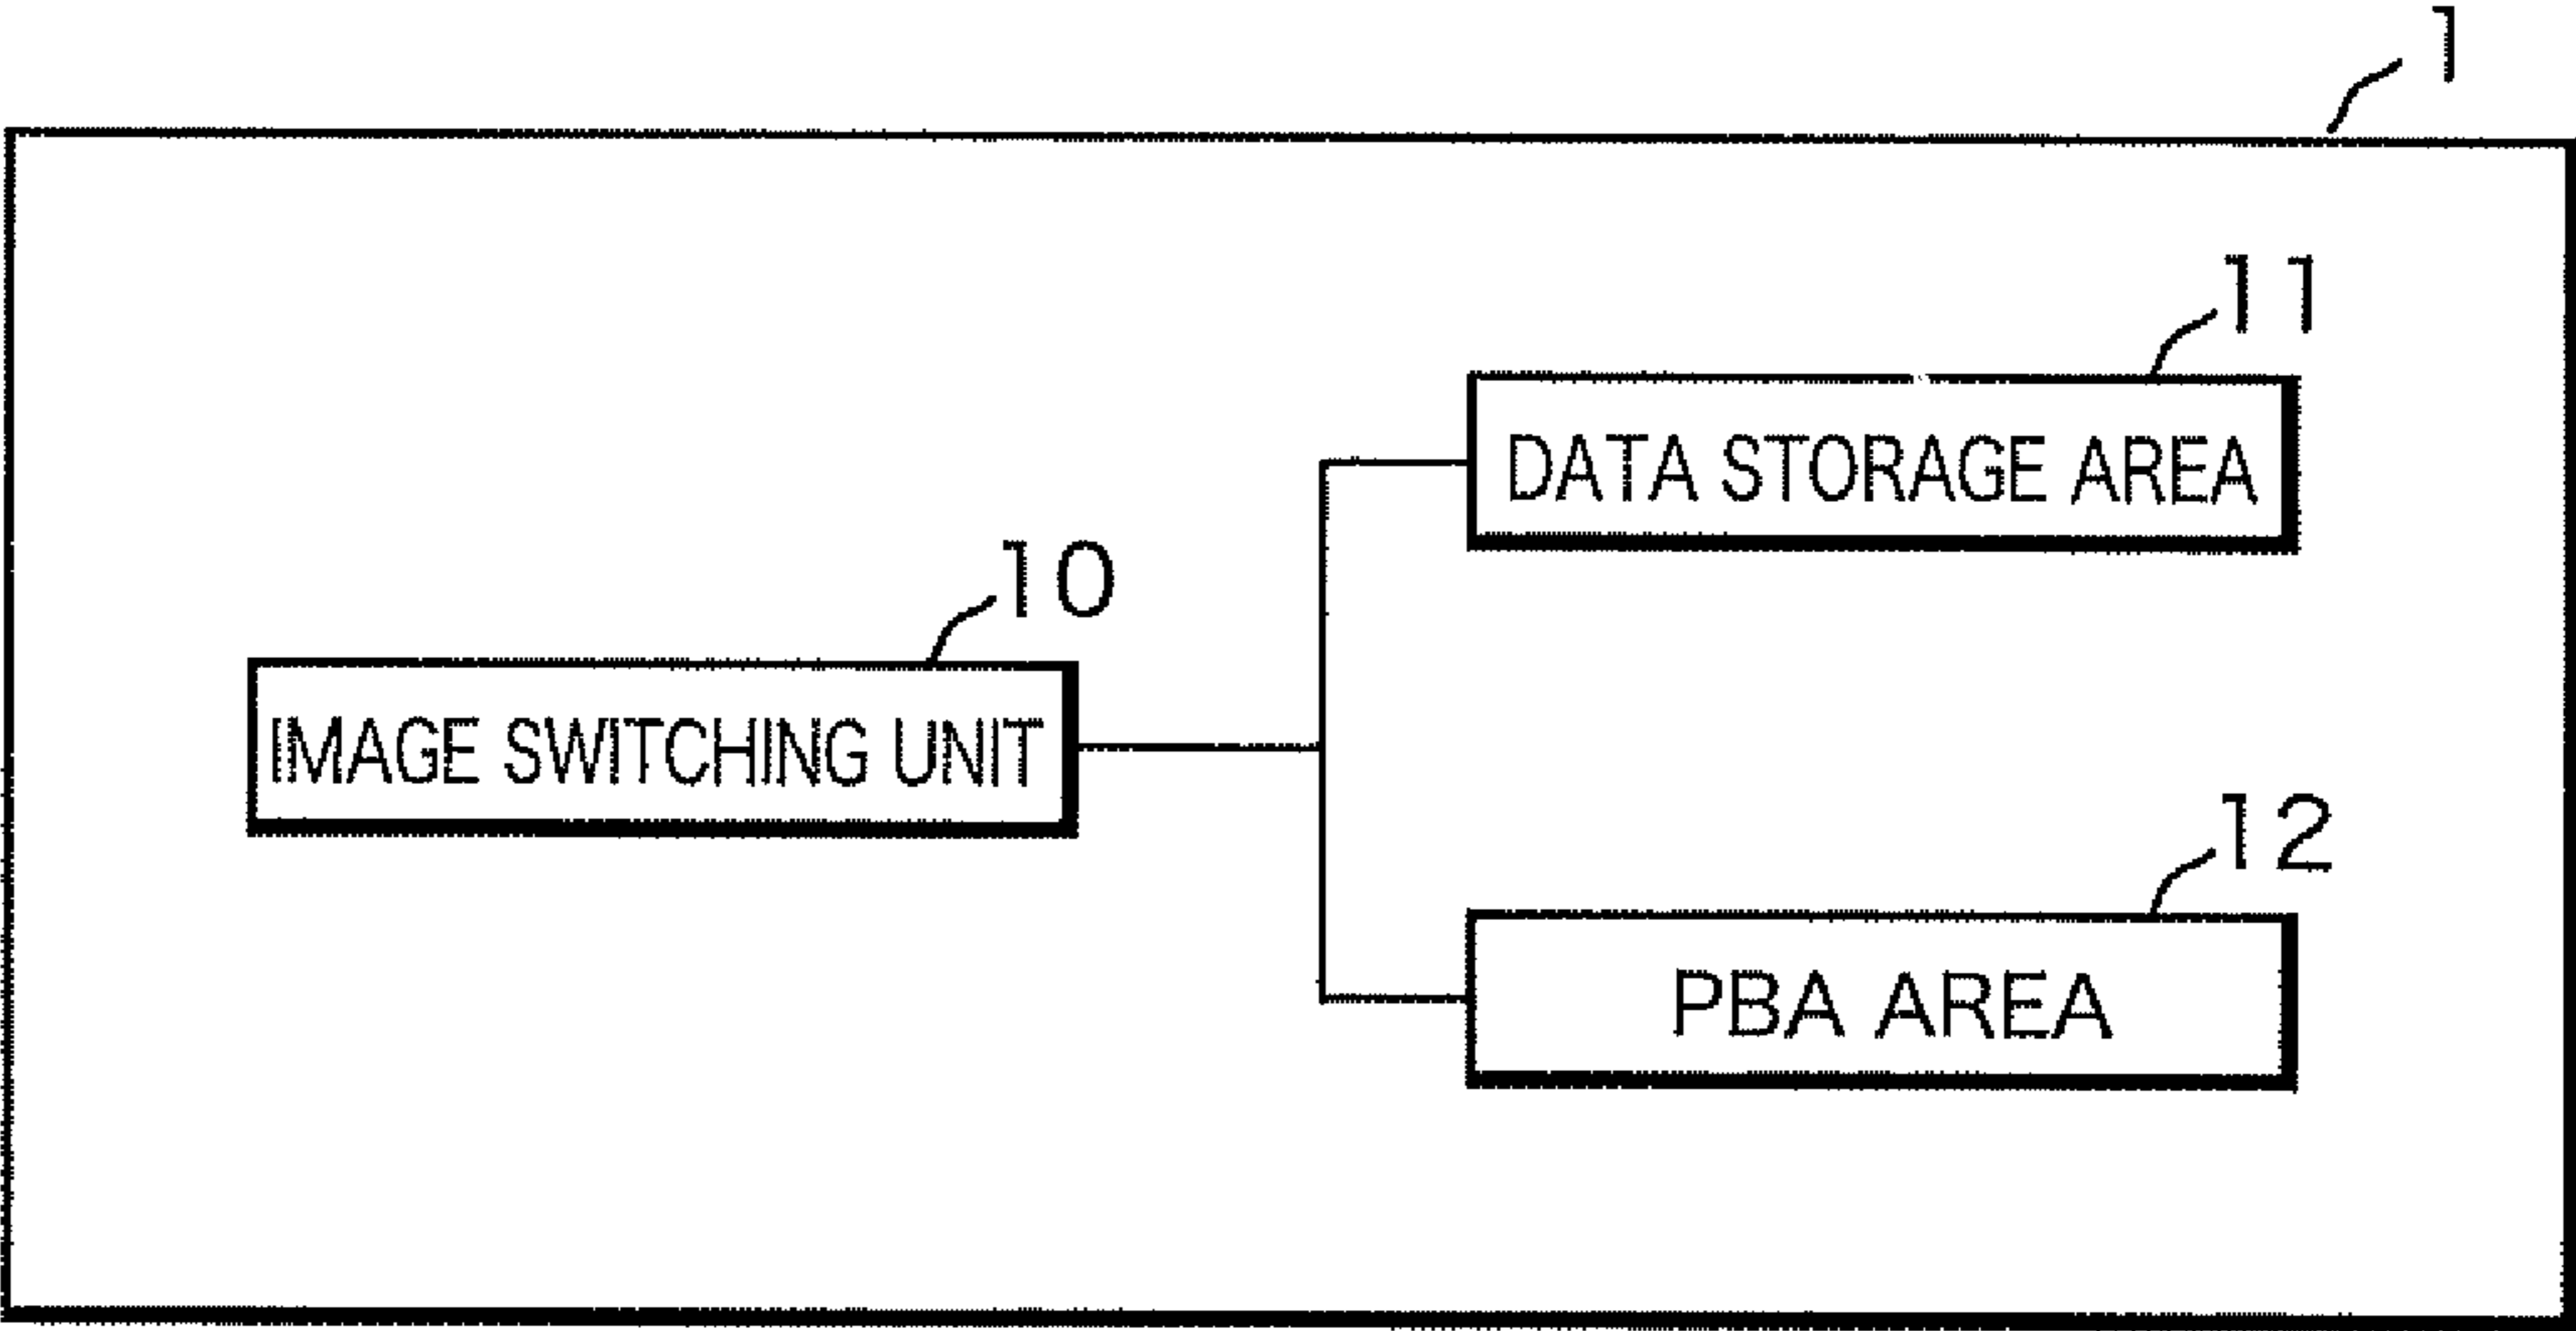 1
11
DATA STORAGE AREA
10
IMAGE SWITCHING UNIT
12
PBA AREA